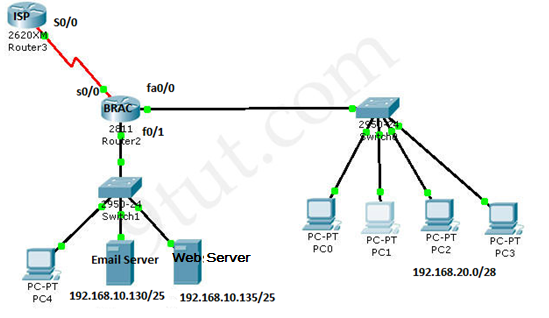 ISP
S0/0
2620XM
Router3
s0/0
fa0/0
BRAC
2811
Router2
f0/1
2950-24
Switch0
2950-24
Switch1
PC-PT
PC0
PC-PT
PC1
PC-PT
PC2
PC-PT
PC3
192.168.20.0/28
PC-PT
PC4
Email Server
Web Server
192.168.10.130/25
192.168.10.135/25
9tut.com